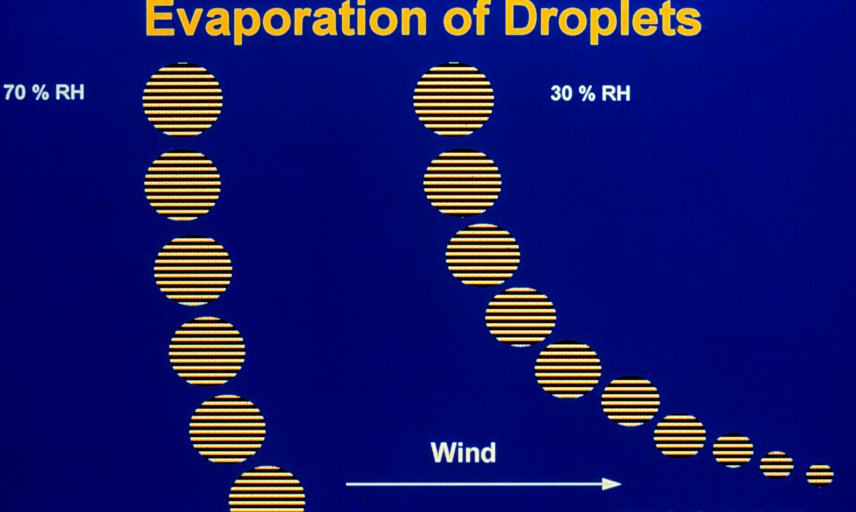 Evaporation of Droplets
70 % RH
30 % RH
Wind